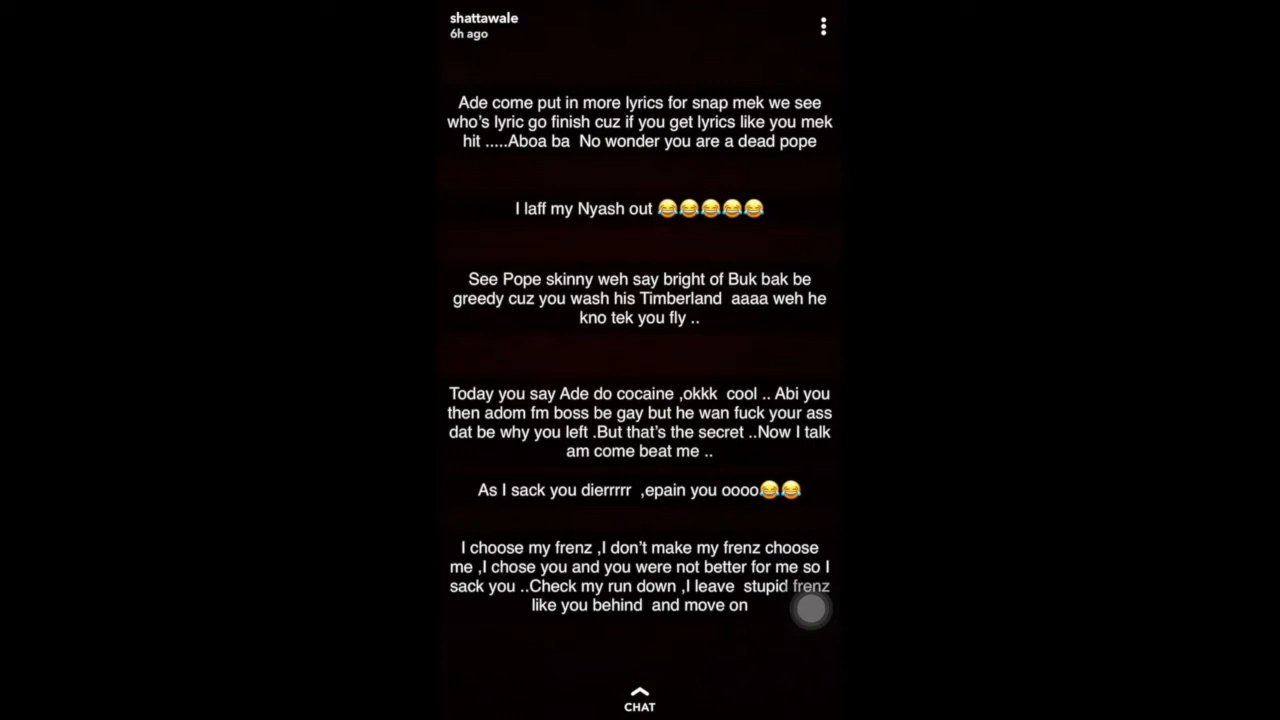 shattawale
6h ago
Ade come put in more lyrics for snap mek we see
who's lyric go finish cuz if you get lyrics like you mek
hit .....Aboa ba  No wonder you are a dead pope
I laff my Nyash out 😂😂😂😂😂
See Pope skinny weh say bright of Buk bak be
greedy cuz you wash his Timberland  aaaa weh he
kno tek you fly ..
Today you say Ade do cocaine ,okkk  cool .. Abi you
then adom fm boss be gay but he wan fuck your ass
dat be why you left .But that's the secret ..Now I talk
am come beat me ..
As I sack you dierrrrr  ,epain you oooo😂😂
I choose my frenz ,I don't make my frenz choose
me ,I chose you and you were not better for me so I
sack you ..Check my run down ,I leave  stupid frenz
like you behind  and move on
CHAT